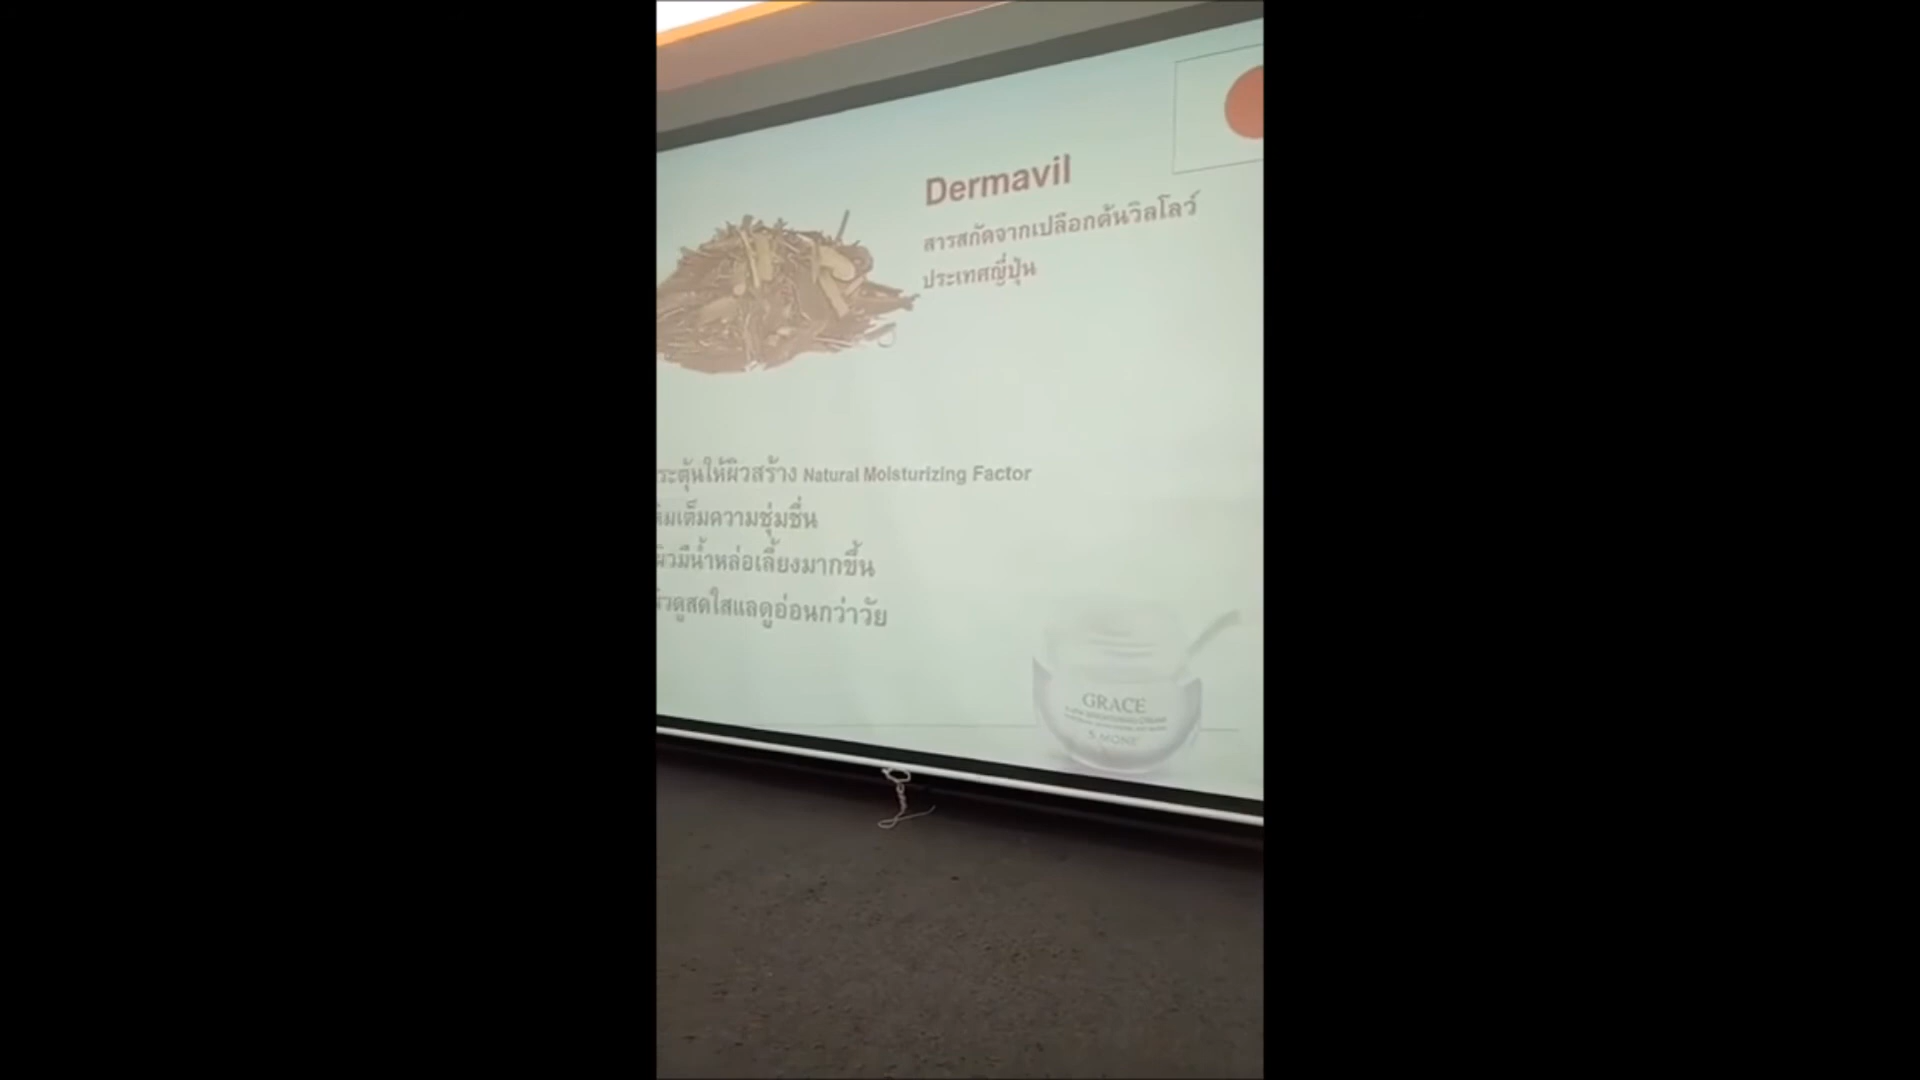 Dermavil
สารสกัดจากเปลือกต้นวิลโลว์
ประเทศญี่ปุ่น
ระตุ้นให้ผิวสร้าง Natural Moisturizing Factor
ติมเต็มความชุ่มชื่น
ผิวมีน้ำหล่อเลี้ยงมากขึ้น
ผิวดูสดใสแลดูอ่อนกว่าวัย
GRACE